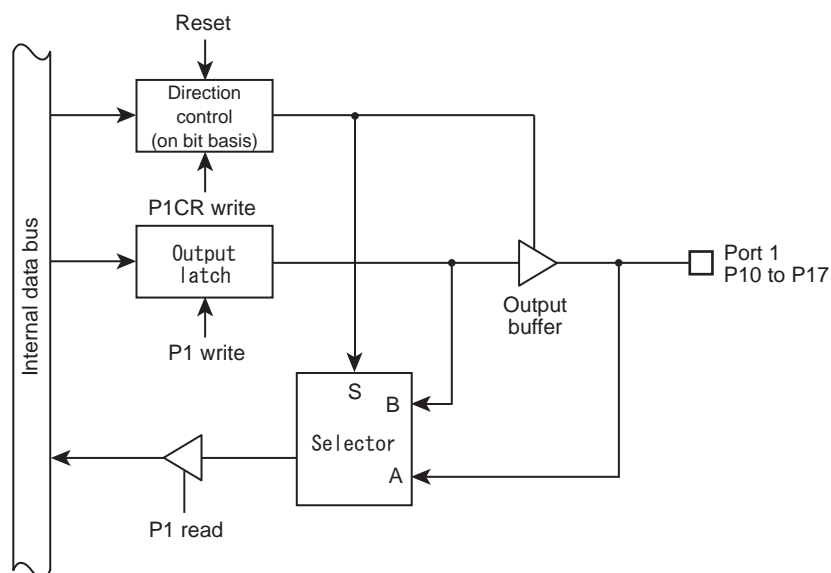 Reset
Direction
control
(on bit basis)
P1CR write
Output
latch
P1 write
Internal data bus
Output
buffer
Port 1
P10 to P17
S
B
Selector
A
P1 read